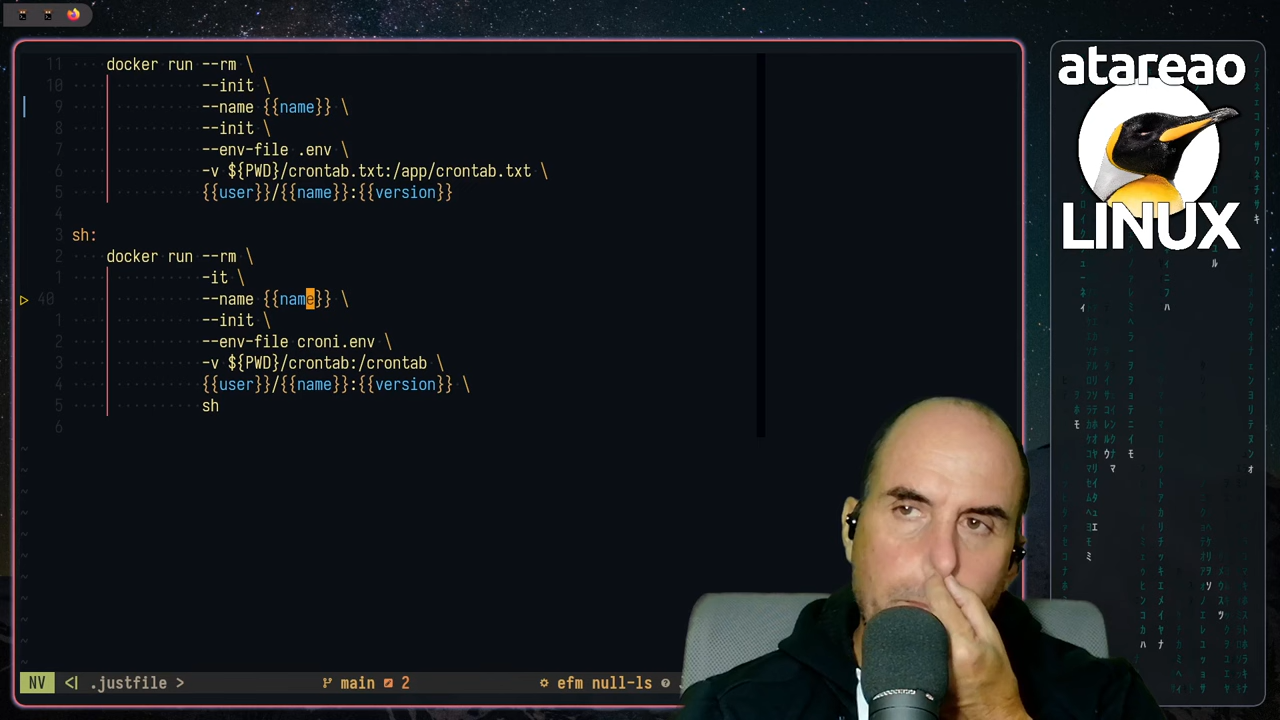 11 docker run --rm \
10 --init \
9 --name {{name}} \
8 --init \
7 --env-file .env \
6 -v ${PWD}/crontab.txt:/app/crontab.txt \
5 {{user}}/{{name}}:{{version}}
4
3 sh:
2 docker run --rm \
1 -it \
40 --name {{name}} \
1 --init \
2 --env-file croni.env \
3 -v ${PWD}/crontab:/crontab \
4 {{user}}/{{name}}:{{version}} \
5 sh
6
NV .justfile > main 2 efm null-ls
atareao
LINUX